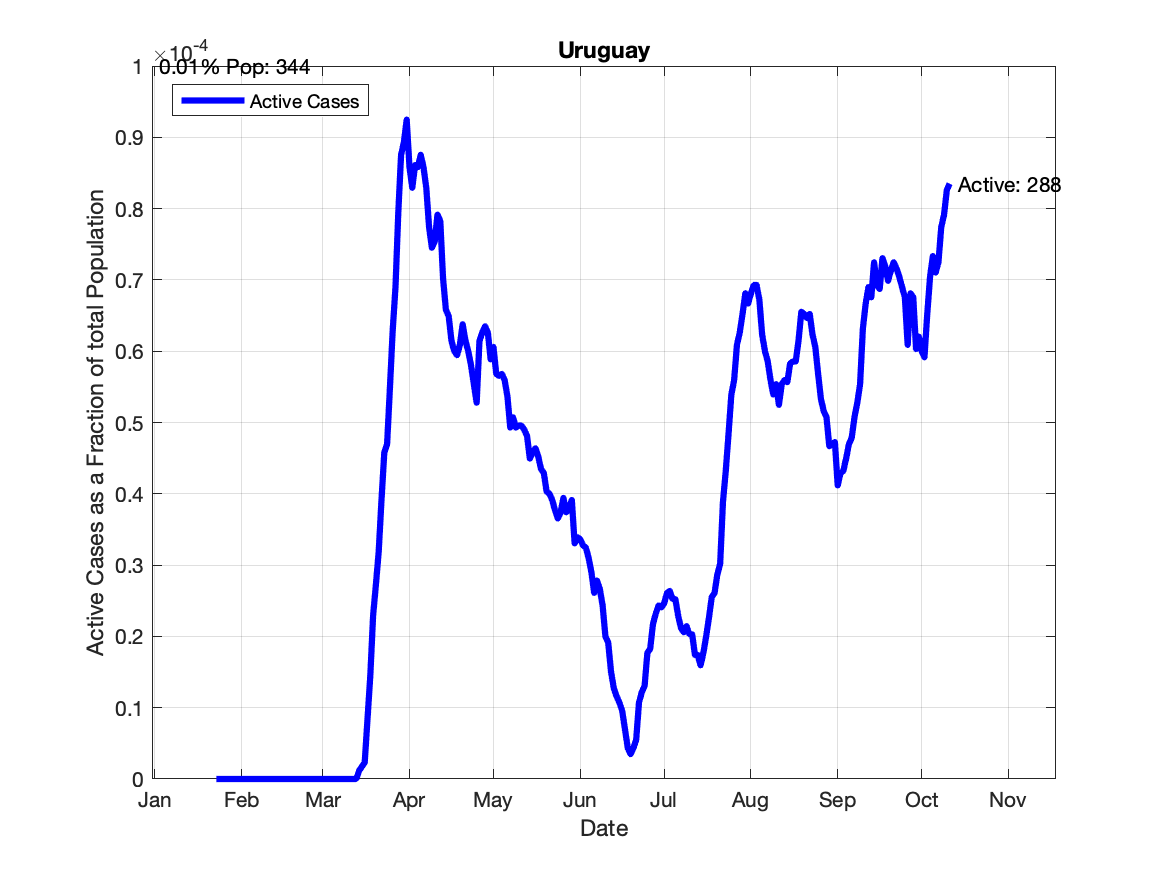 Uruguay
×10-4
0.01% Pop: 344
Active Cases
Active: 288
1
0.9
0.8
0.7
0.6
0.5
0.4
0.3
0.2
0.1
0
Active Cases as a Fraction of total Population
Jan Feb Mar Apr May Jun Jul Aug Sep Oct Nov
Date